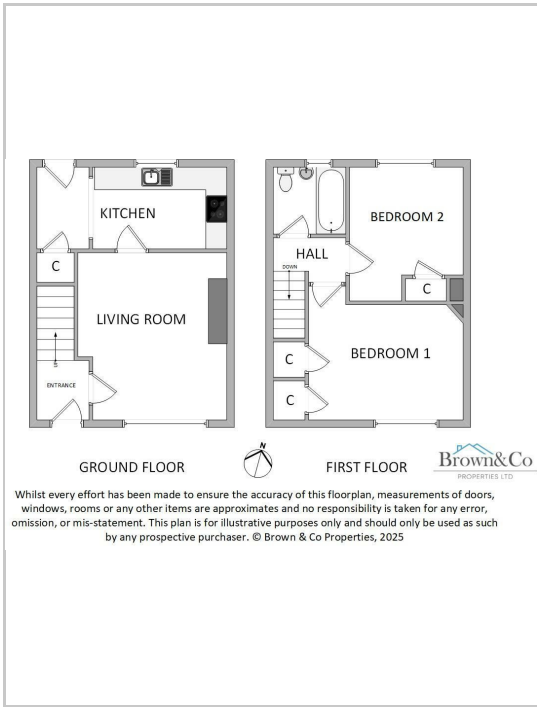 KITCHEN
C
LIVING ROOM
UP
ENTRANCE
BEDROOM 2
HALL
DOWN
C
BEDROOM 1
C
C
GROUND FLOOR
N
FIRST FLOOR
Brown&Co
PROPERTIES LTD
Whilst every effort has been made to ensure the accuracy of this floorplan, measurements of doors,
windows, rooms or any other items are approximates and no responsibility is taken for any error,
omission, or mis-statement. This plan is for illustrative purposes only and should only be used as such
by any prospective purchaser. © Brown & Co Properties, 2025